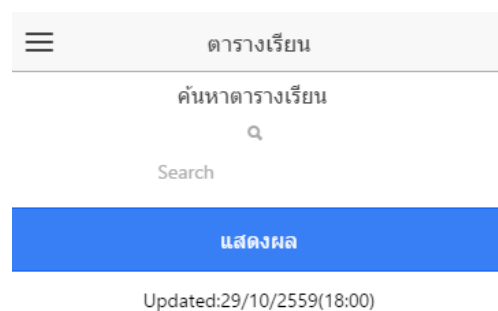 ตารางเรียน
ค้นหาตารางเรียน
Search
แสดงผล
Updated:29/10/2559(18:00)